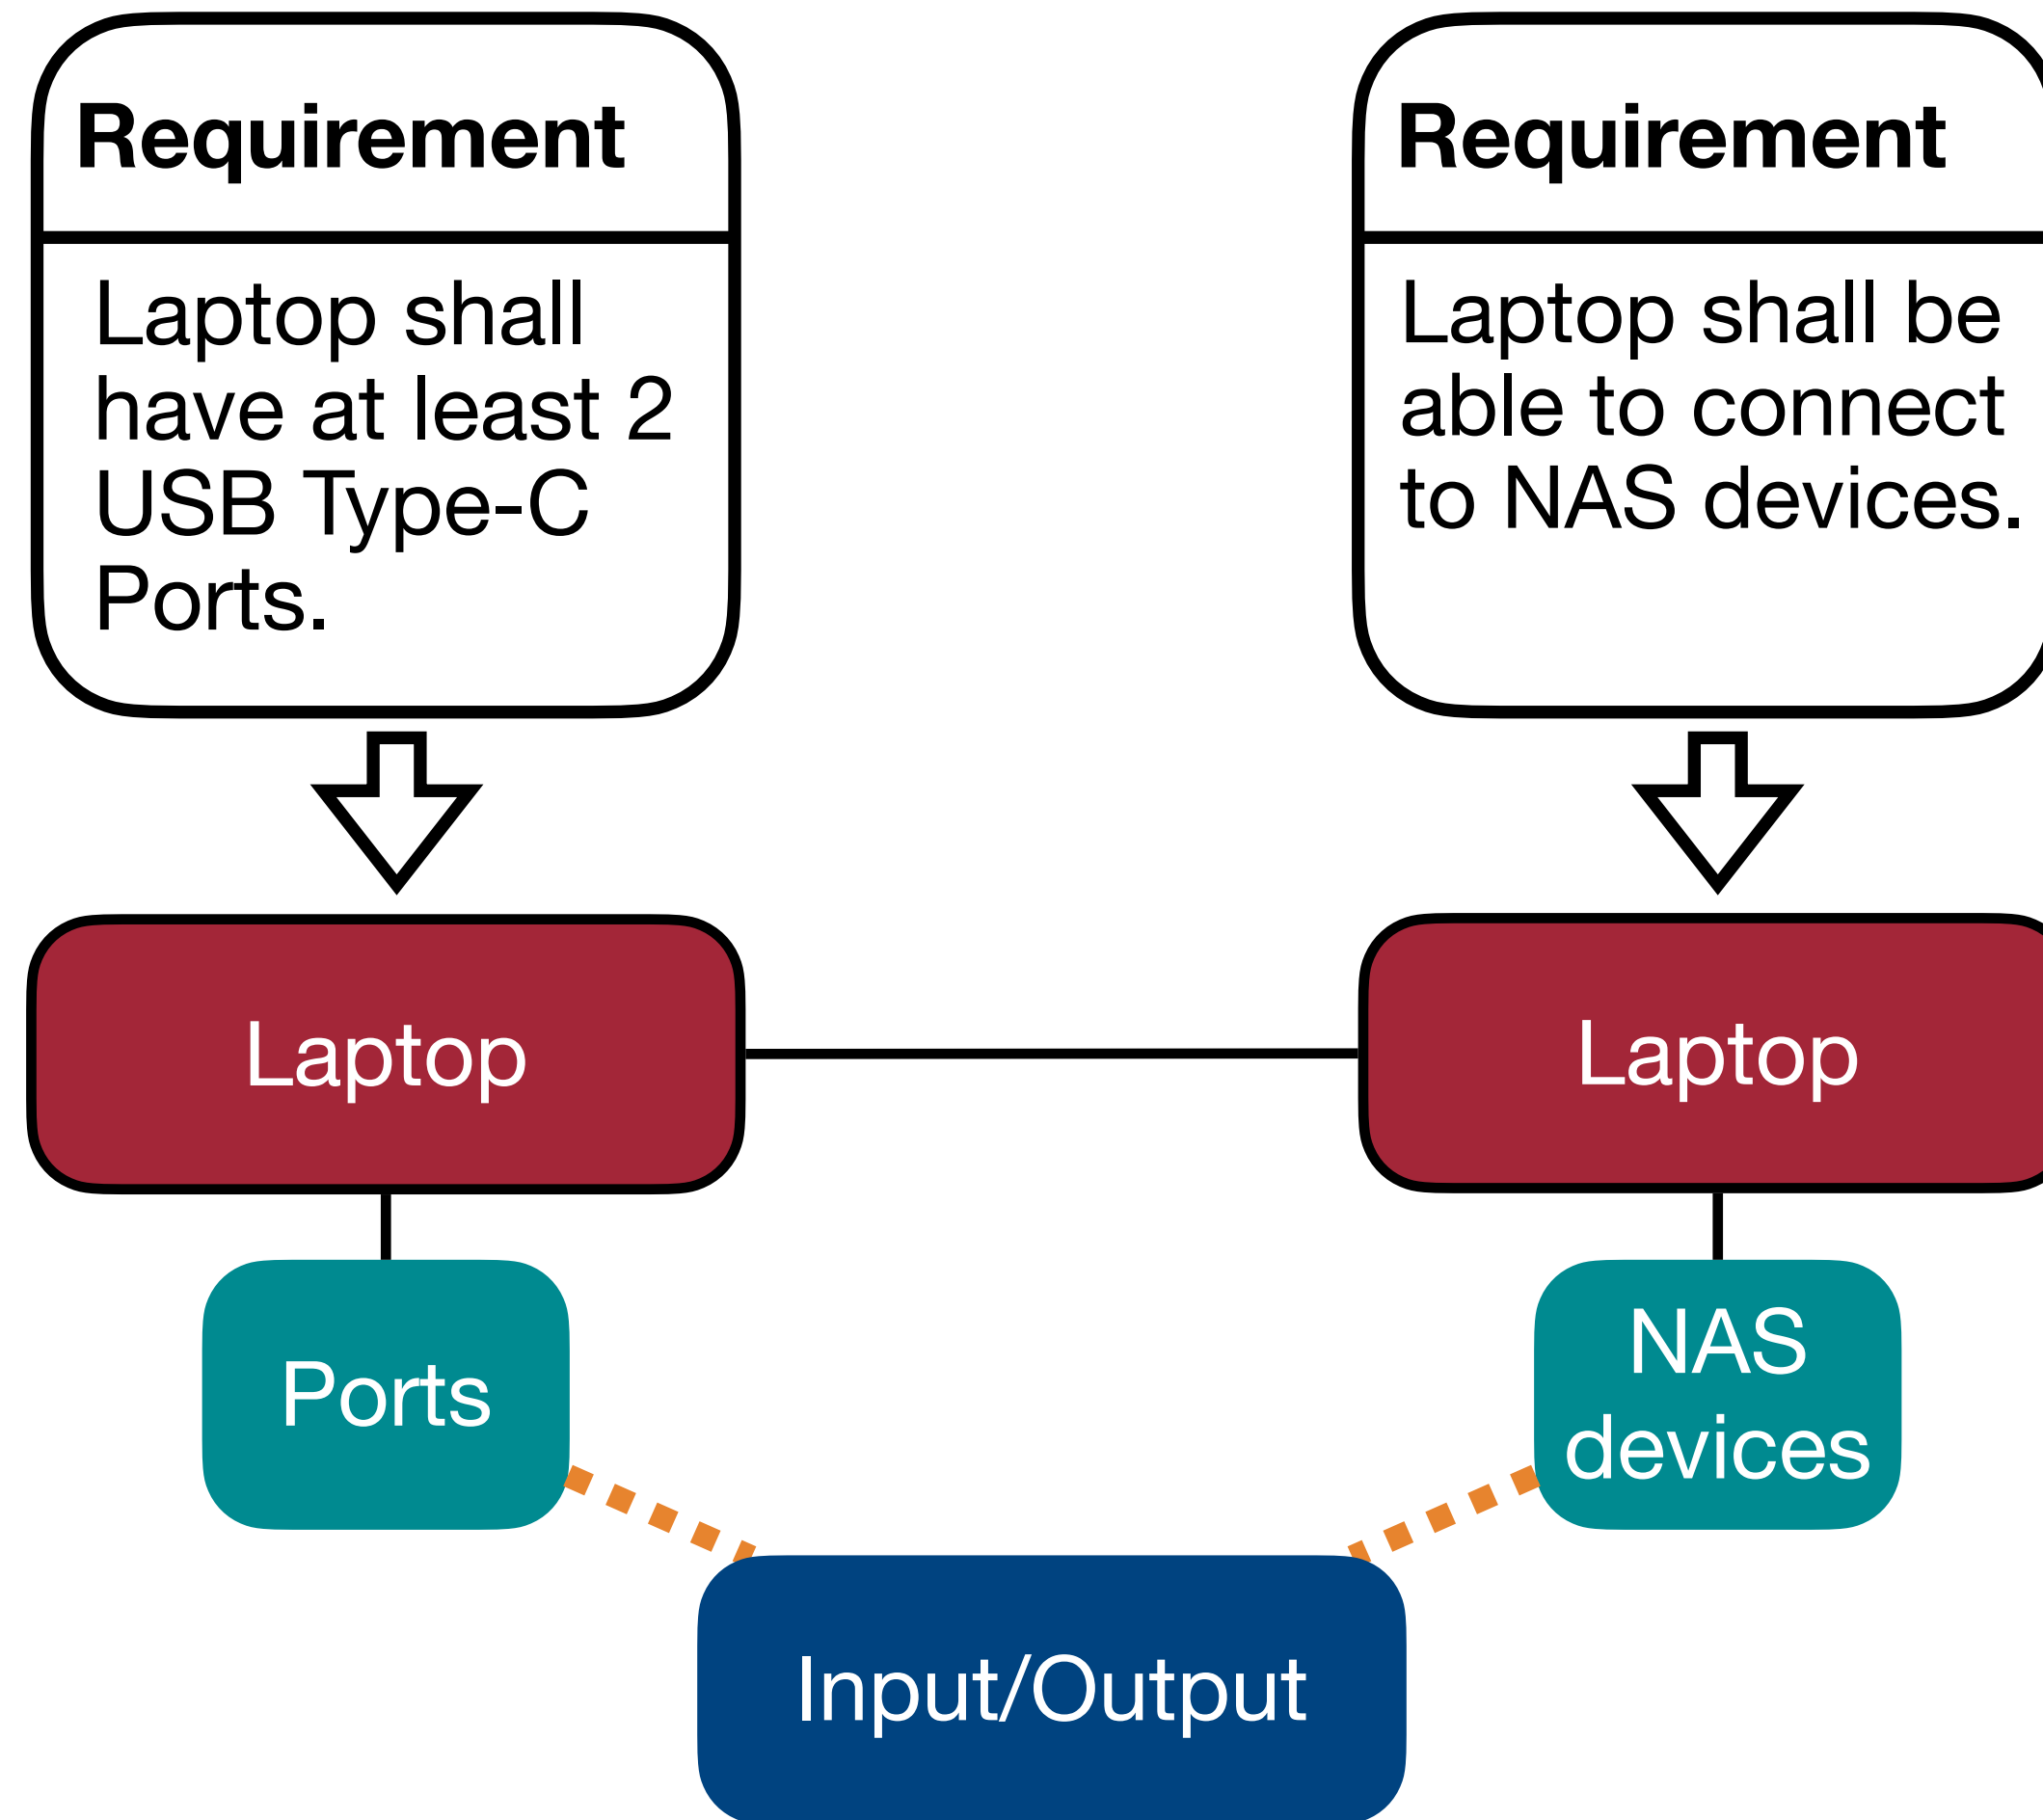 Requirement
Laptop shall
have at least 2
USB Type-C
Ports.
Requirement
Laptop shall be
able to connect
to NAS devices.
Laptop
Laptop
Ports
NAS
devices
Input/Output